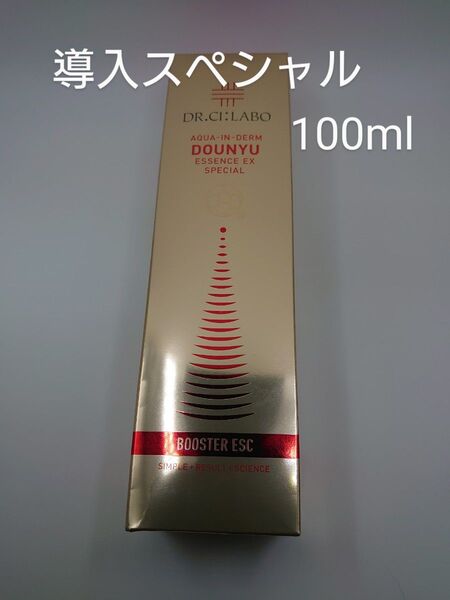 導入スペシャル
100ml
DR.CI:LABO
AQUA-IN-DERM
DOUNYU
ESSENCE EX
SPECIAL
BOOSTER ESC
SIMPLE+RESULT+SCIENCE